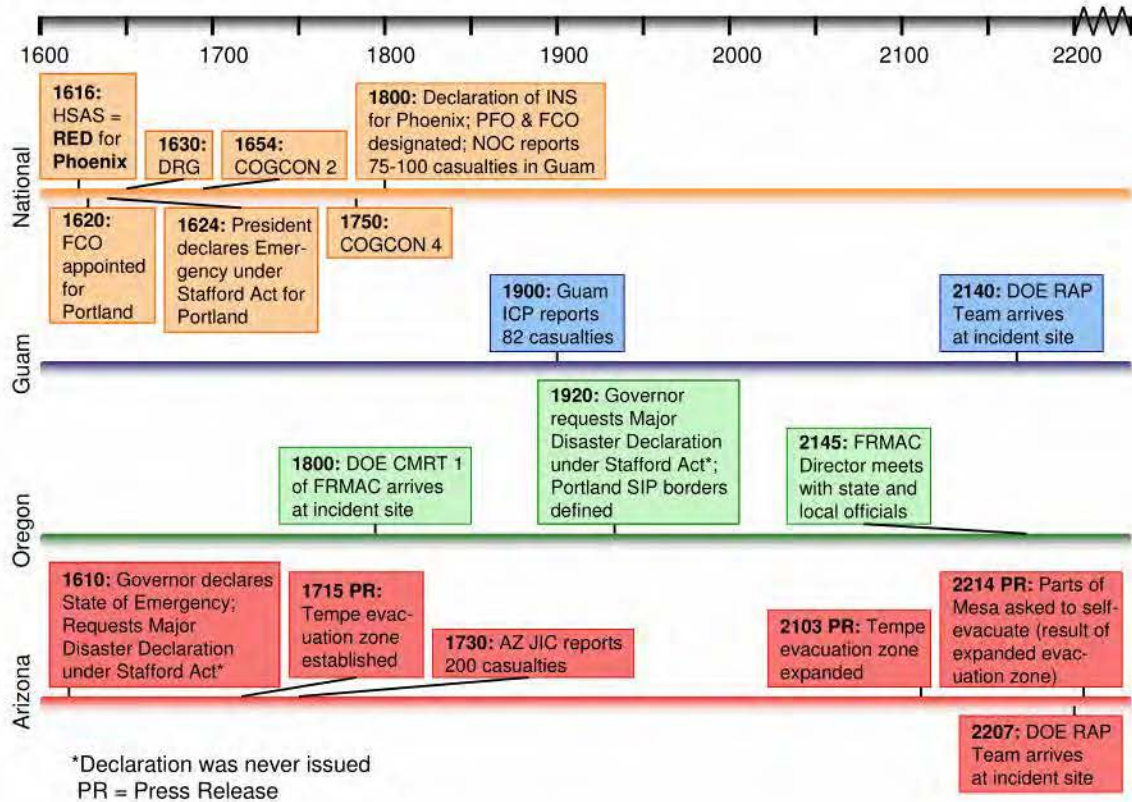 1600 1700 1800 1900 2000 2100 2200
National
1616:
HSAS =
RED for
Phoenix
1630:
DRG
1654:
COGCON 2
1800: Declaration of INS
for Phoenix; PFO & FCO
designated; NOC reports
75-100 casualties in Guam
1620:
FCO
appointed
for
Portland
1624: President
declares Emer-
gency under
Stafford Act for
Portland
1750:
COGCON 4
Guam
1900: Guam
ICP reports
82 casualties
2140: DOE RAP
Team arrives
at incident site
Oregon
1800: DOE CMRT 1
of FRMAC arrives
at incident site
1920: Governor
requests Major
Disaster Declaration
under Stafford Act*;
Portland SIP borders
defined
2145: FRMAC
Director meets
with state and
local officials
Arizona
1610: Governor declares
State of Emergency;
Requests Major
Disaster Declaration
under Stafford Act*
1715 PR:
Tempe evac-
uation zone
established
1730: AZ JIC reports
200 casualties
2103 PR: Tempe
evacuation zone
expanded
2214 PR: Parts of
Mesa asked to self-
evacuate (result of
expanded evac-
uation zone)
2207: DOE RAP
Team arrives
at incident site
*Declaration was never issued
PR = Press Release